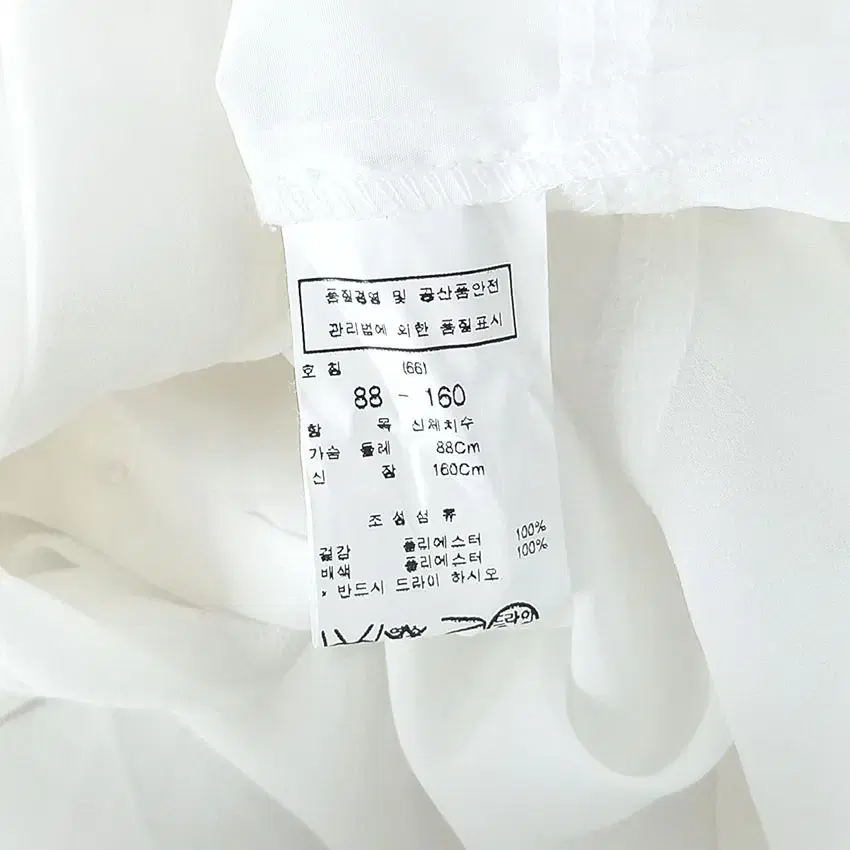 품질경영 및 공산품안전
관리법에 의한 품질표시
호 칭 (66)
88 - 160
항 목 신체치수
가슴 둘레 88Cm
신 장 160Cm
조 성 섬 유
겉감 폴리에스터 100%
배색 폴리에스터 100%
* 반드시 드라이 하시오
드라이